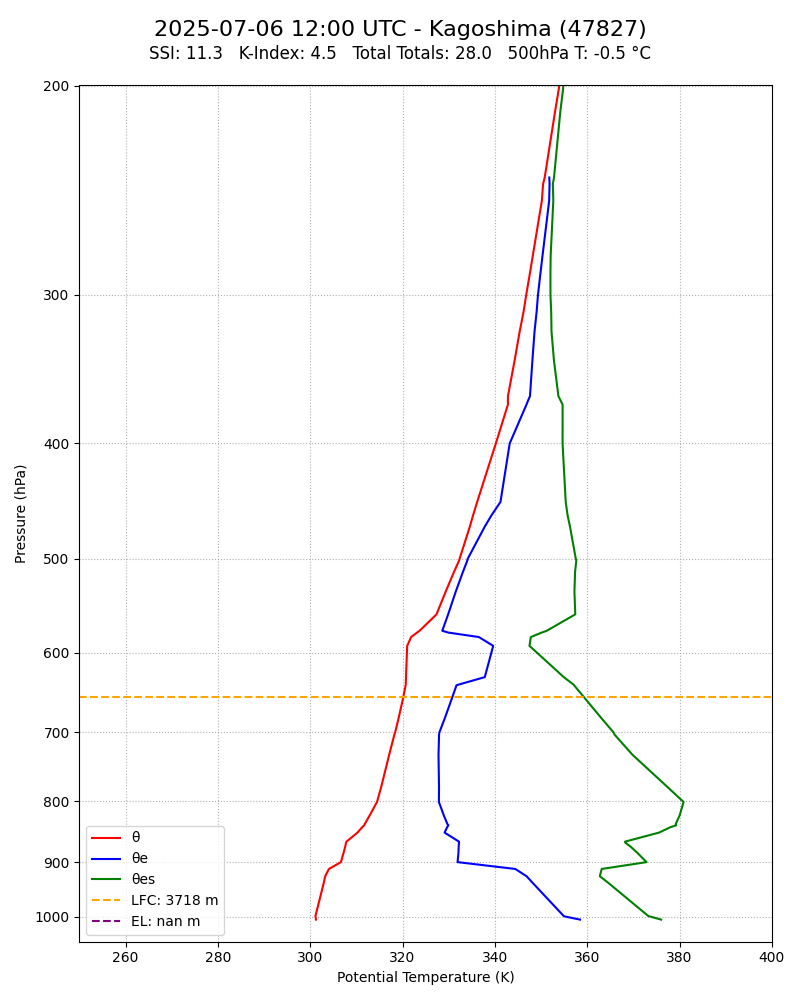 2025-07-06 12:00 UTC - Kagoshima (47827)
SSI: 11.3   K-Index: 4.5   Total Totals: 28.0   500hPa T: -0.5 °C
200
300
400
500
600
700
800
900
1000
Pressure (hPa)
θ
θe
θes
LFC: 3718 m
EL: nan m
260 280 300 320 340 360 380 400
Potential Temperature (K)